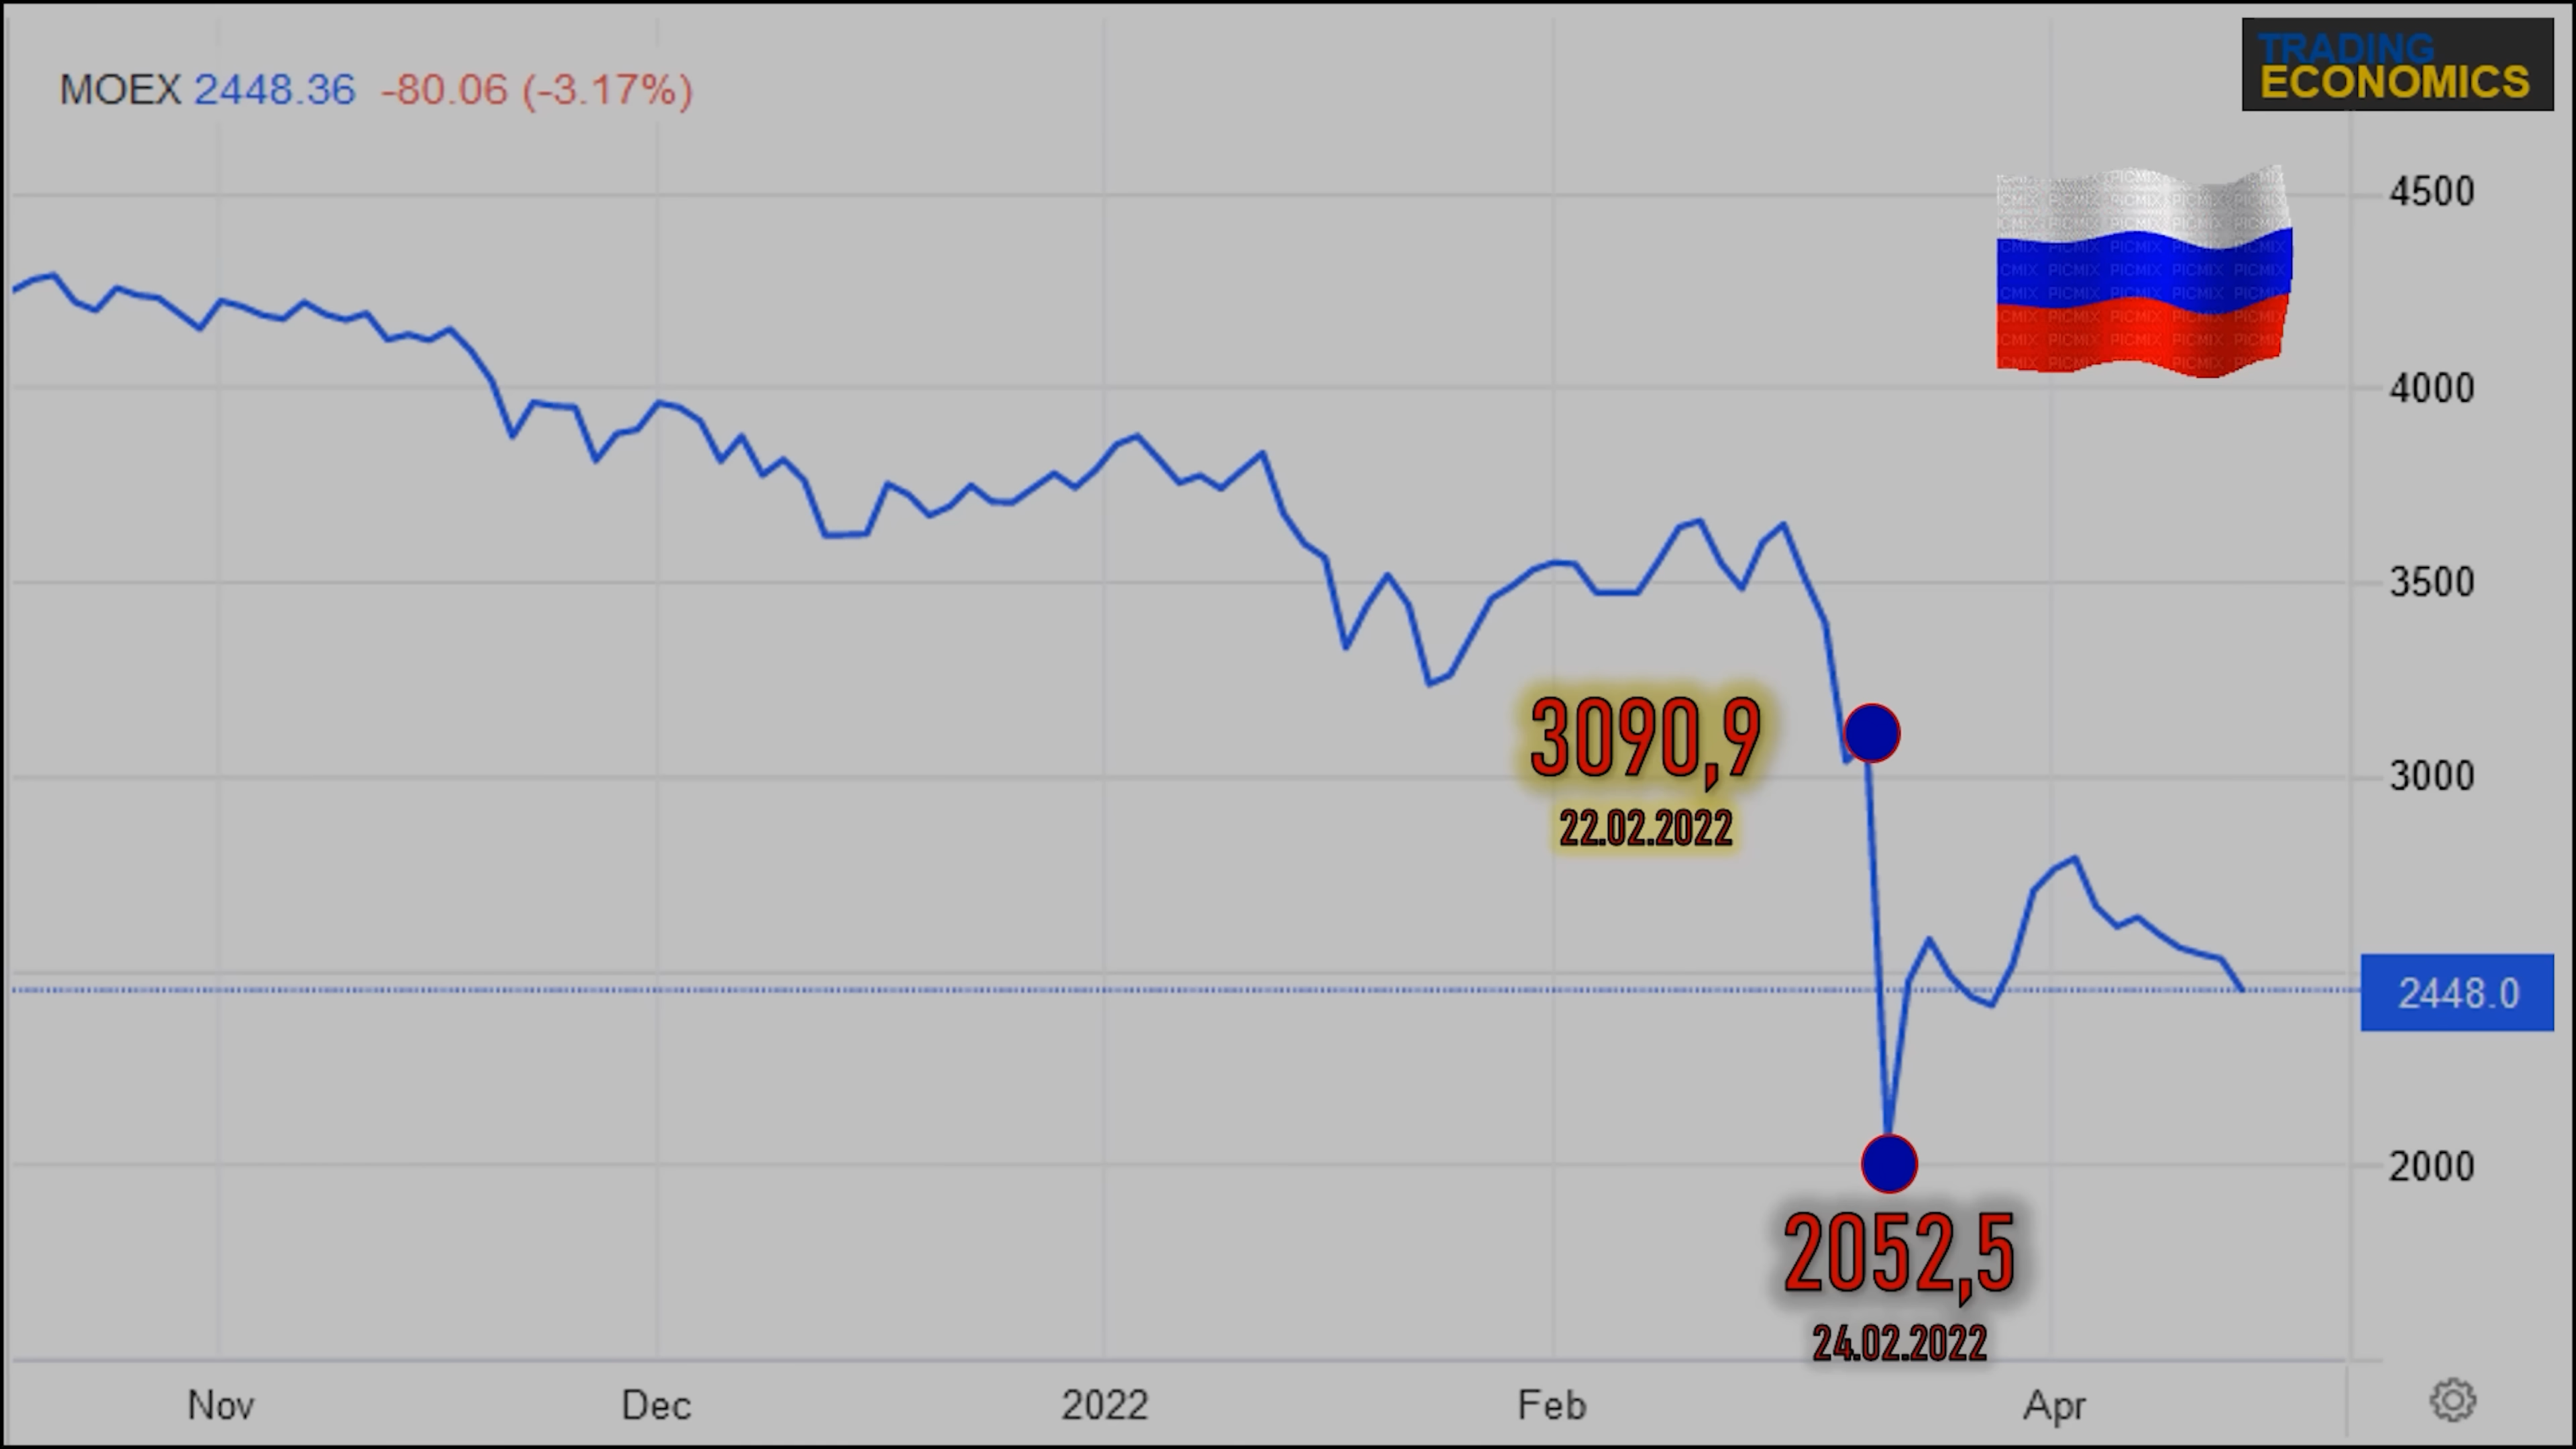 MOEX 2448.36 -80.06 (-3.17%)
TRADING
ECONOMICS
4500
4000
3500
3000
2448.0
2000
3090,9
22.02.2022
2052,5
24.02.2022
Nov Dec 2022 Feb Apr
PICMIX